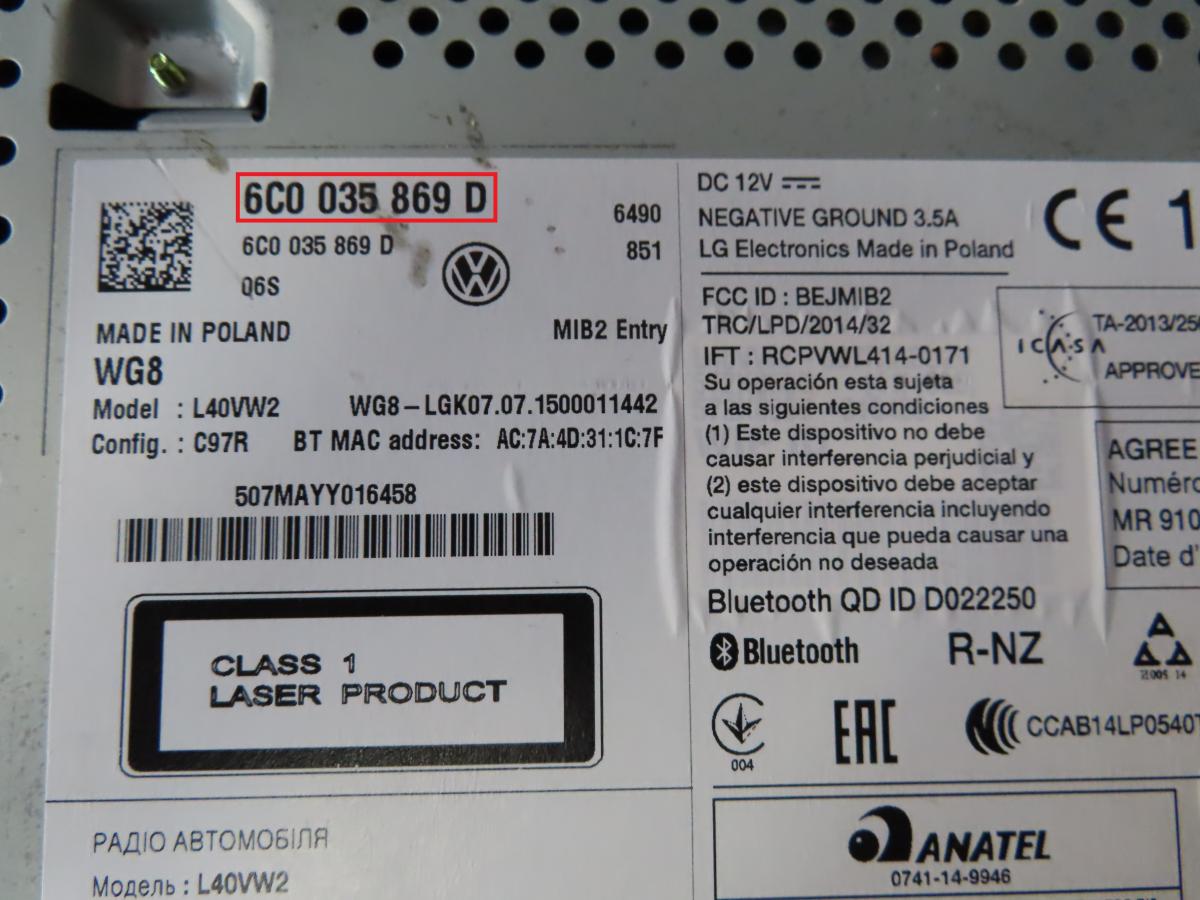 6C0 035 869 D
6C0 035 869 D
06S
6490
851
MADE IN POLAND
MIB2 Entry
WG8
Model : L40VW2
WG8-LGK07.07.1500011442
Config. : C97R
BT MAC address: AC:7A:4D:31:1C:7F
507MAYY016458
CLASS 1
LASER PRODUCT
РАДІО АВТОМОБІЛЯ
Модель : L40VW2
DC 12V
NEGATIVE GROUND 3.5A
LG Electronics Made in Poland
CE 1
FCC ID : BEJMIB2
TRC/LPD/2014/32
IFT : RCPVWL414-0171
Su operación esta sujeta
a las siguientes condiciones
(1) Este dispositivo no debe
causar interferencia perjudicial y
(2) este dispositivo debe aceptar
cualquier interferencia incluyendo
interferencia que pueda causar una
operación no deseada
ICASA
TA-2013/25
APPROVE
AGREE
Numéro
MR 910
Date d'
Bluetooth QD ID D022250
Bluetooth
R-NZ
004
EAC
CCAB14LP0540T
ANATEL
0741-14-9946